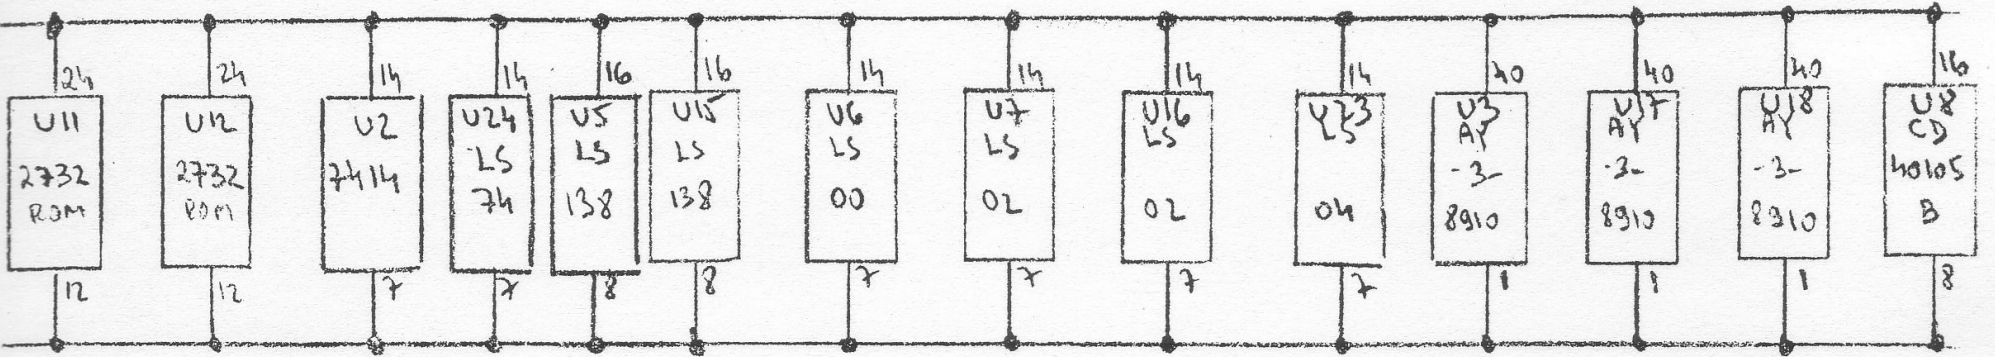 24 24 14 14 16 16 14 14 14 14 40 40 40 16
U11
2732
ROM
U12
2732
ROM
U2
7414
U24
LS
74
U5
LS
138
U15
LS
138
U6
LS
00
U7
LS
02
U16
LS
02
U23
LS
04
U3
AY
-3-
8910
U17
AY
-3-
8910
U18
AY
-3-
8910
U8
CD
40105
B
12 12 7 7 8 8 7 7 7 7 1 1 1 8